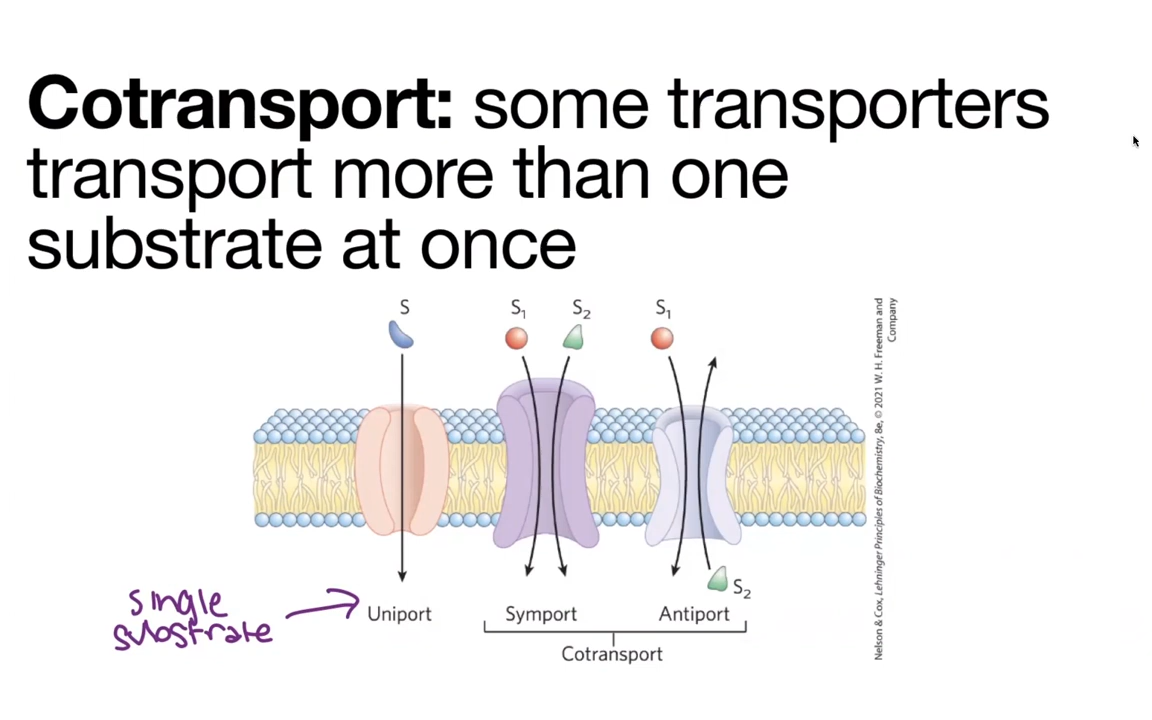 Cotransport: some transporters
transport more than one
substrate at once
S
S₁
S₂
S₁
S₂
single
substrate
Uniport
Symport
Antiport
Cotransport
Nelson & Cox, Lehninger Principles of Biochemistry, 8e, © 2021 W. H. Freeman and
Company